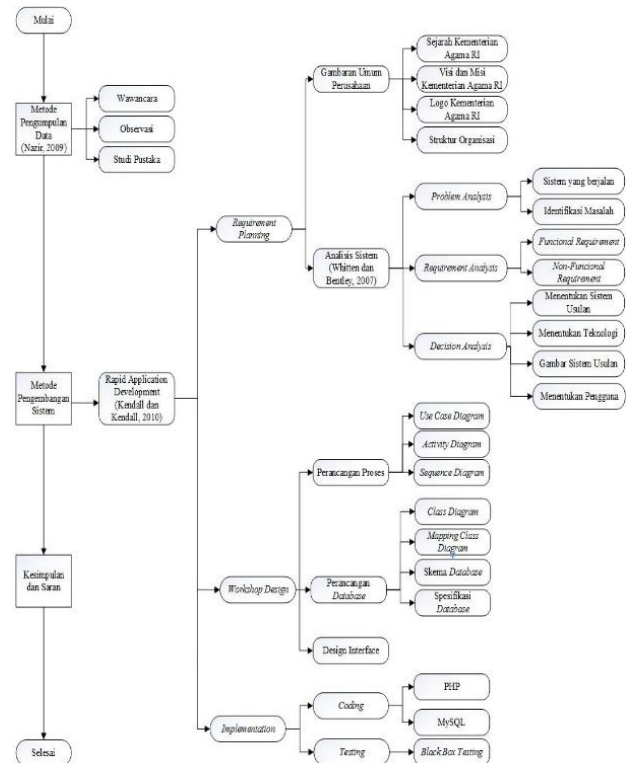 Mulai
Metode
Pengumpulan
Data
(Nazir, 2009)
Wawancara
Observasi
Studi Pustaka
Metode
Pengembangan
Sistem
Rapid Application
Development
(Kendall dan
Kendall, 2010)
Requirement
Planning
Gambaran Umum
Perusahaan
Sejarah Kementerian
Agama RI
Visi dan Misi
Kementerian Agama RI
Logo Kementerian
Agama RI
Struktur Organisasi
Analisis Sistem
(Whitten dan
Bentley, 2007)
Problem Analysis
Sistem yang berjalan
Identifikasi Masalah
Requirement Analysis
Funcional Requirement
Non-Funcional
Requirement
Decision Analysis
Menentukan Sistem
Usulan
Menentukan Teknologi
Gambar Sistem Usulan
Menentukan Pengguna
Workshop Design
Perancangan Proses
Use Case Diagram
Activity Diagram
Sequence Diagram
Perancangan
Database
Class Diagram
Mapping Class
Diagram
Skema Database
Spesifikasi
Database
Design Interface
Implementation
Coding
PHP
MySQL
Testing
Black Box Testing
Kesimpulan
dan Saran
Selesai